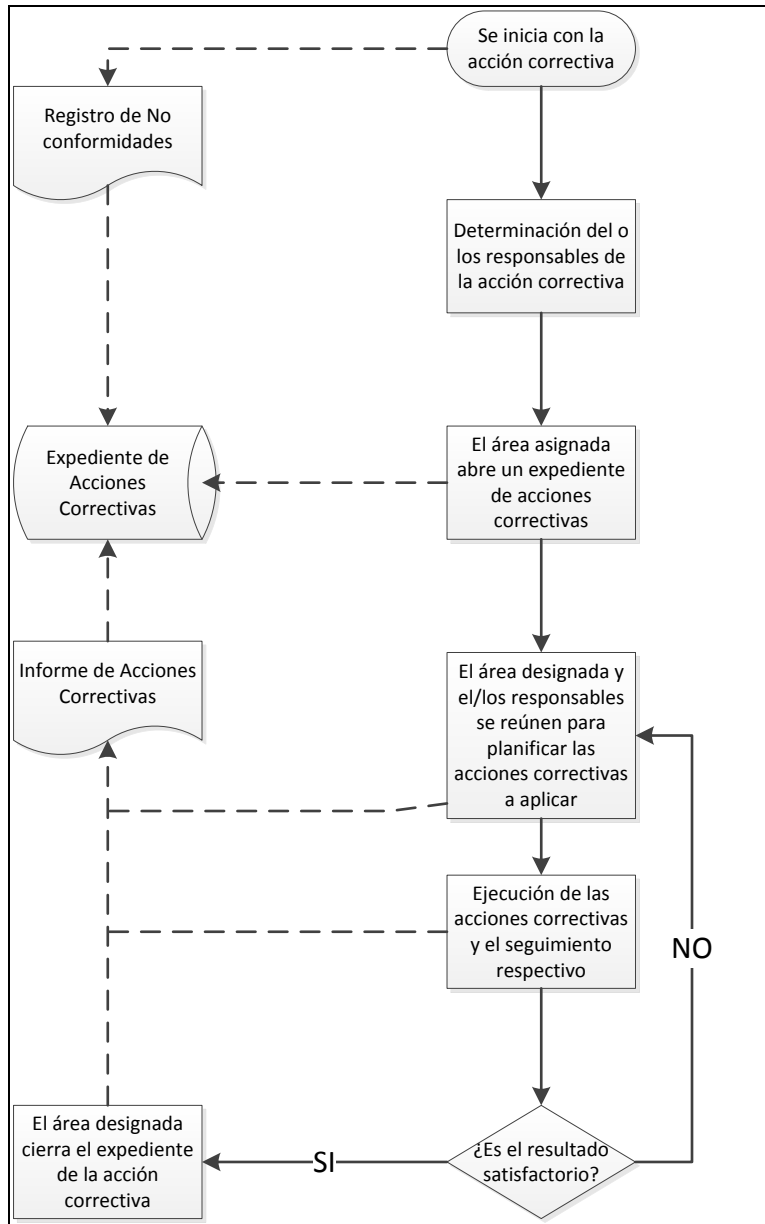 Se inicia con la
acción correctiva
Registro de No
conformidades
Determinación del o
los responsables de
la acción correctiva
Expediente de
Acciones
Correctivas
El área asignada
abre un expediente
de acciones
correctivas
Informe de Acciones
Correctivas
El área designada y
el/los responsables
se reúnen para
planificar las
acciones correctivas
a aplicar
Ejecución de las
acciones correctivas
y el seguimiento
respectivo
NO
El área designada
cierra el expediente
de la acción
correctiva
SI
¿Es el resultado
satisfactorio?